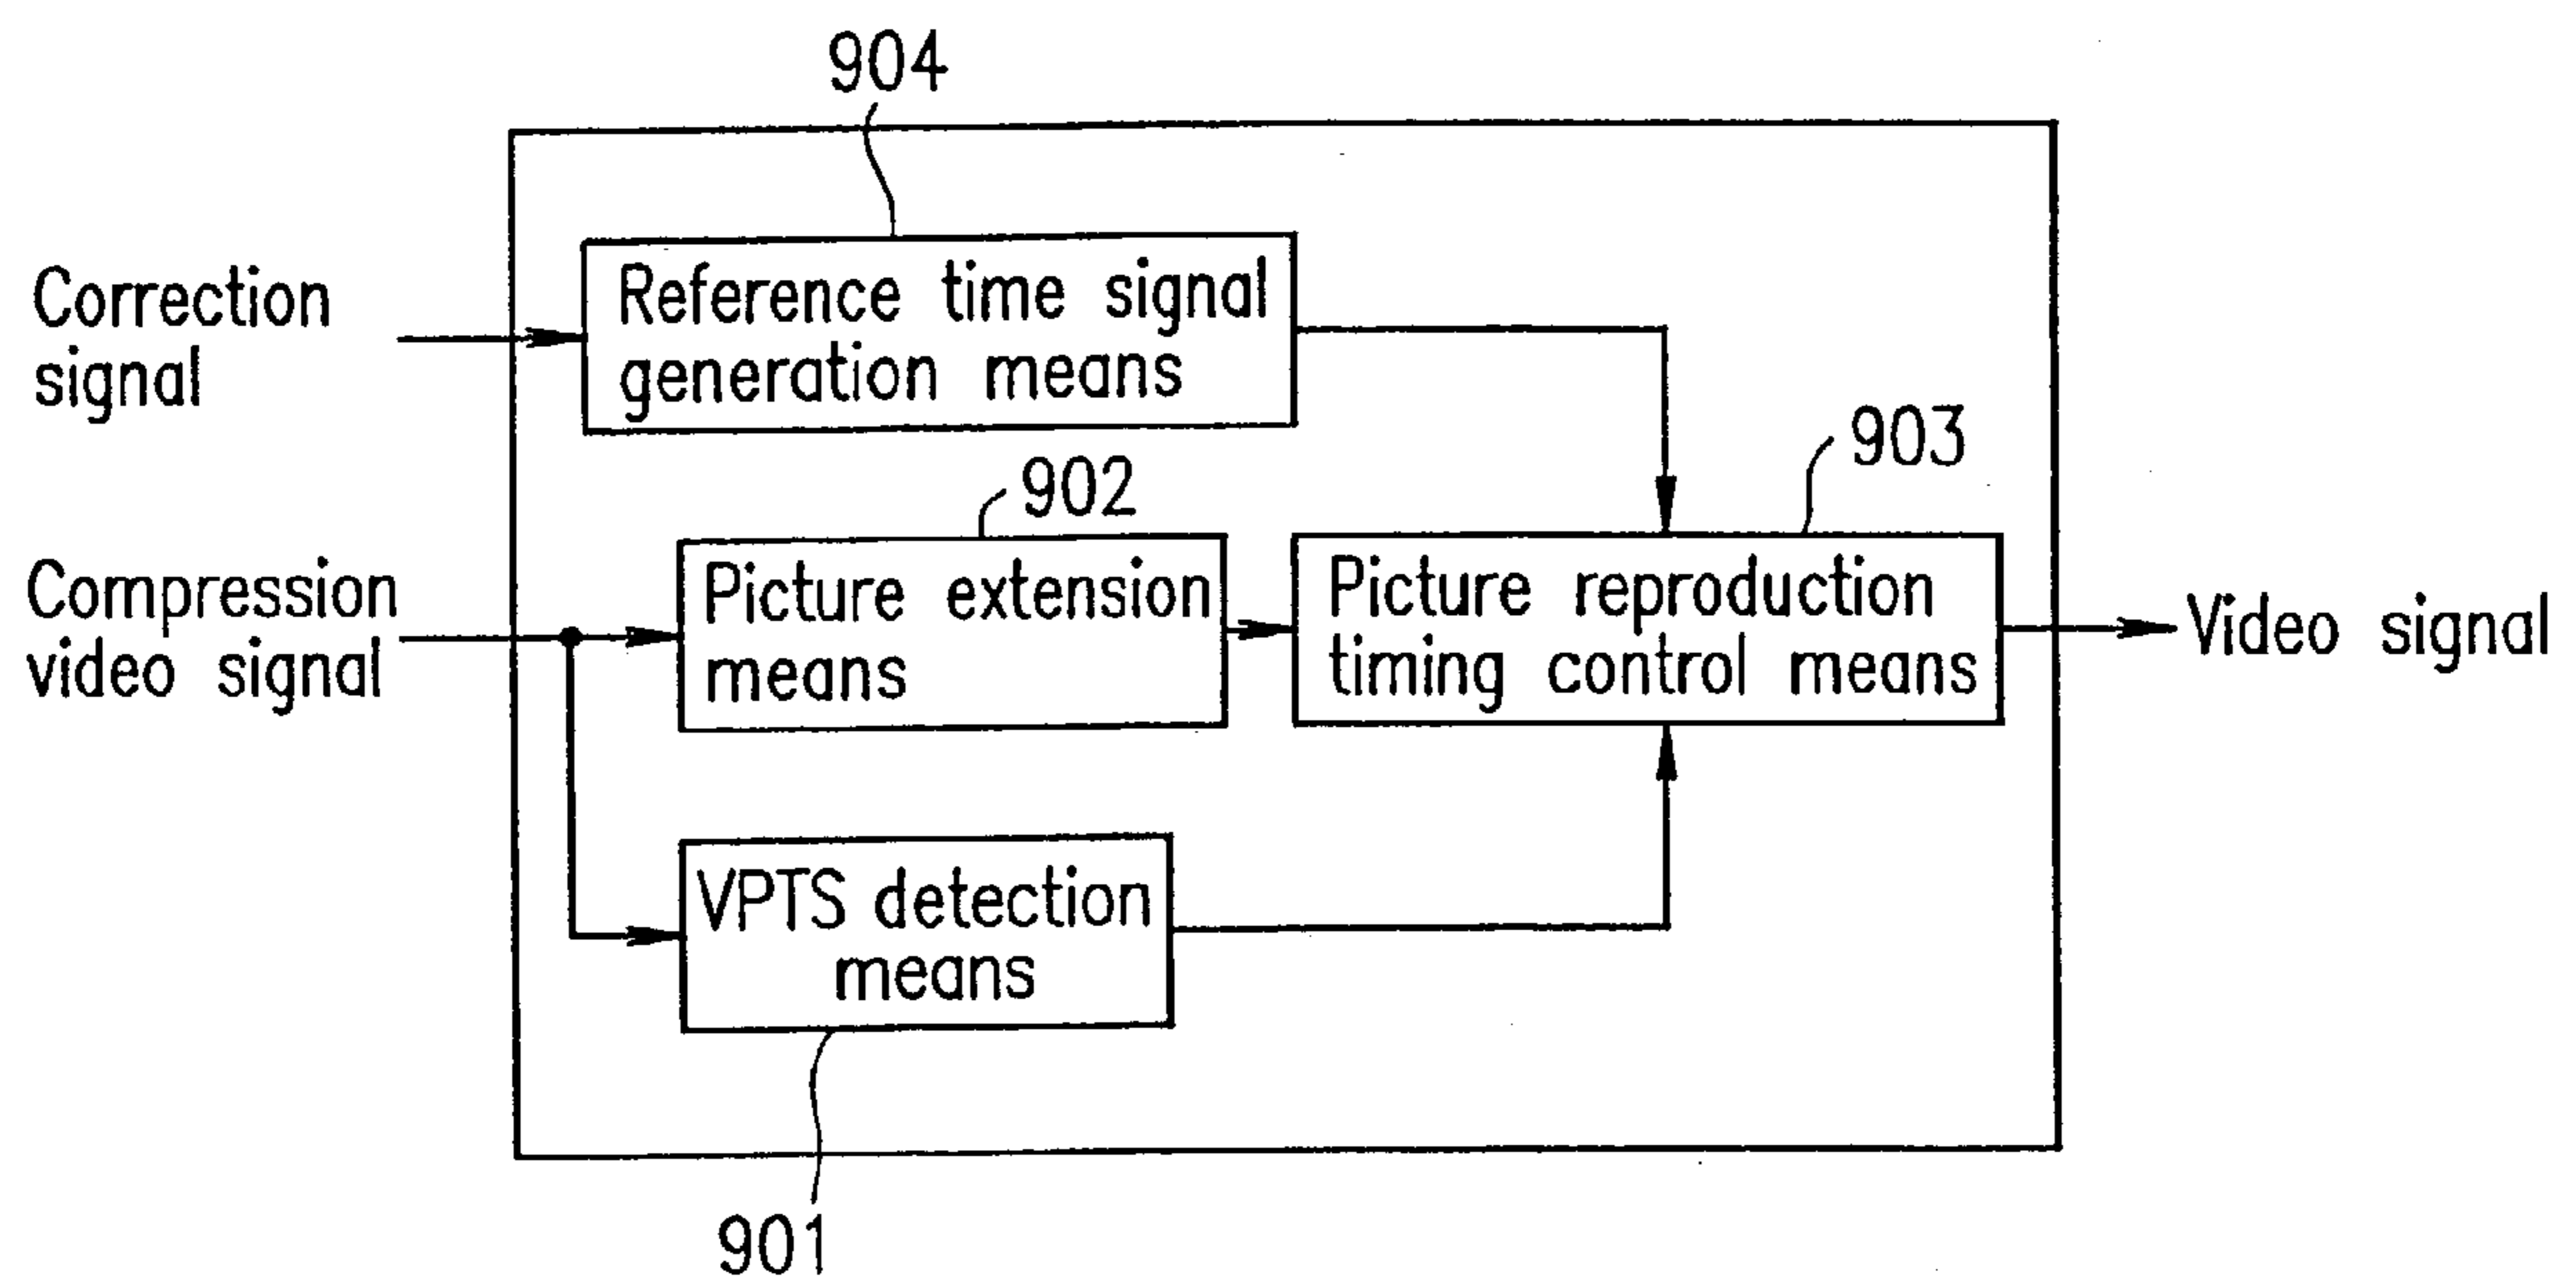 904
Correction
signal
Reference time signal
generation means
903
902
Compression
video signal
Picture extension
means
Picture reproduction
timing control means
Video signal
VPTS detection
means
901